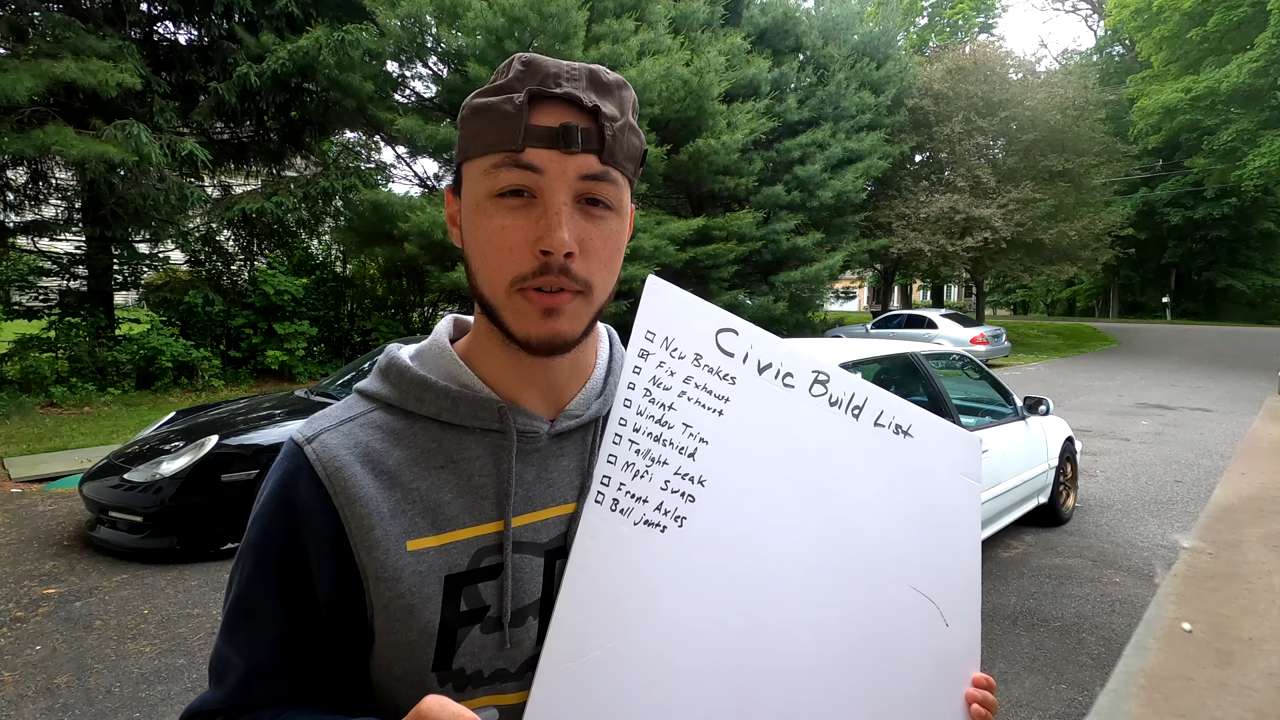 Civic Build List
New Brakes
Fix Exhaust
New Exhaust
Paint
Window Trim
Windshield
Taillight Leak
Mpfi Swap
Front Axles
Ball joints